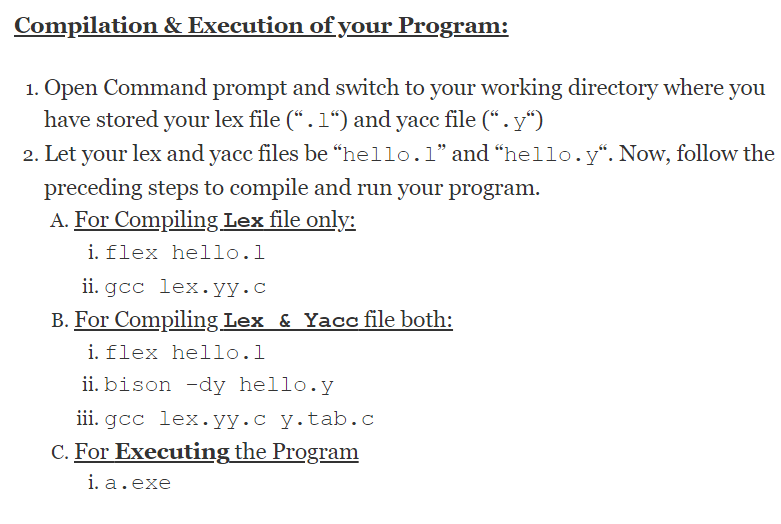 Compilation & Execution of your Program:
1. Open Command prompt and switch to your working directory where you
have stored your lex file (“.l“) and yacc file (“.y“)
2. Let your lex and yacc files be “hello.l” and “hello.y“. Now, follow the
preceding steps to compile and run your program.
A. For Compiling Lex file only:
i. flex hello.l
ii. gcc lex.yy.c
B. For Compiling Lex & Yacc file both:
i. flex hello.l
ii. bison -dy hello.y
iii. gcc lex.yy.c y.tab.c
C. For Executing the Program
i. a.exe